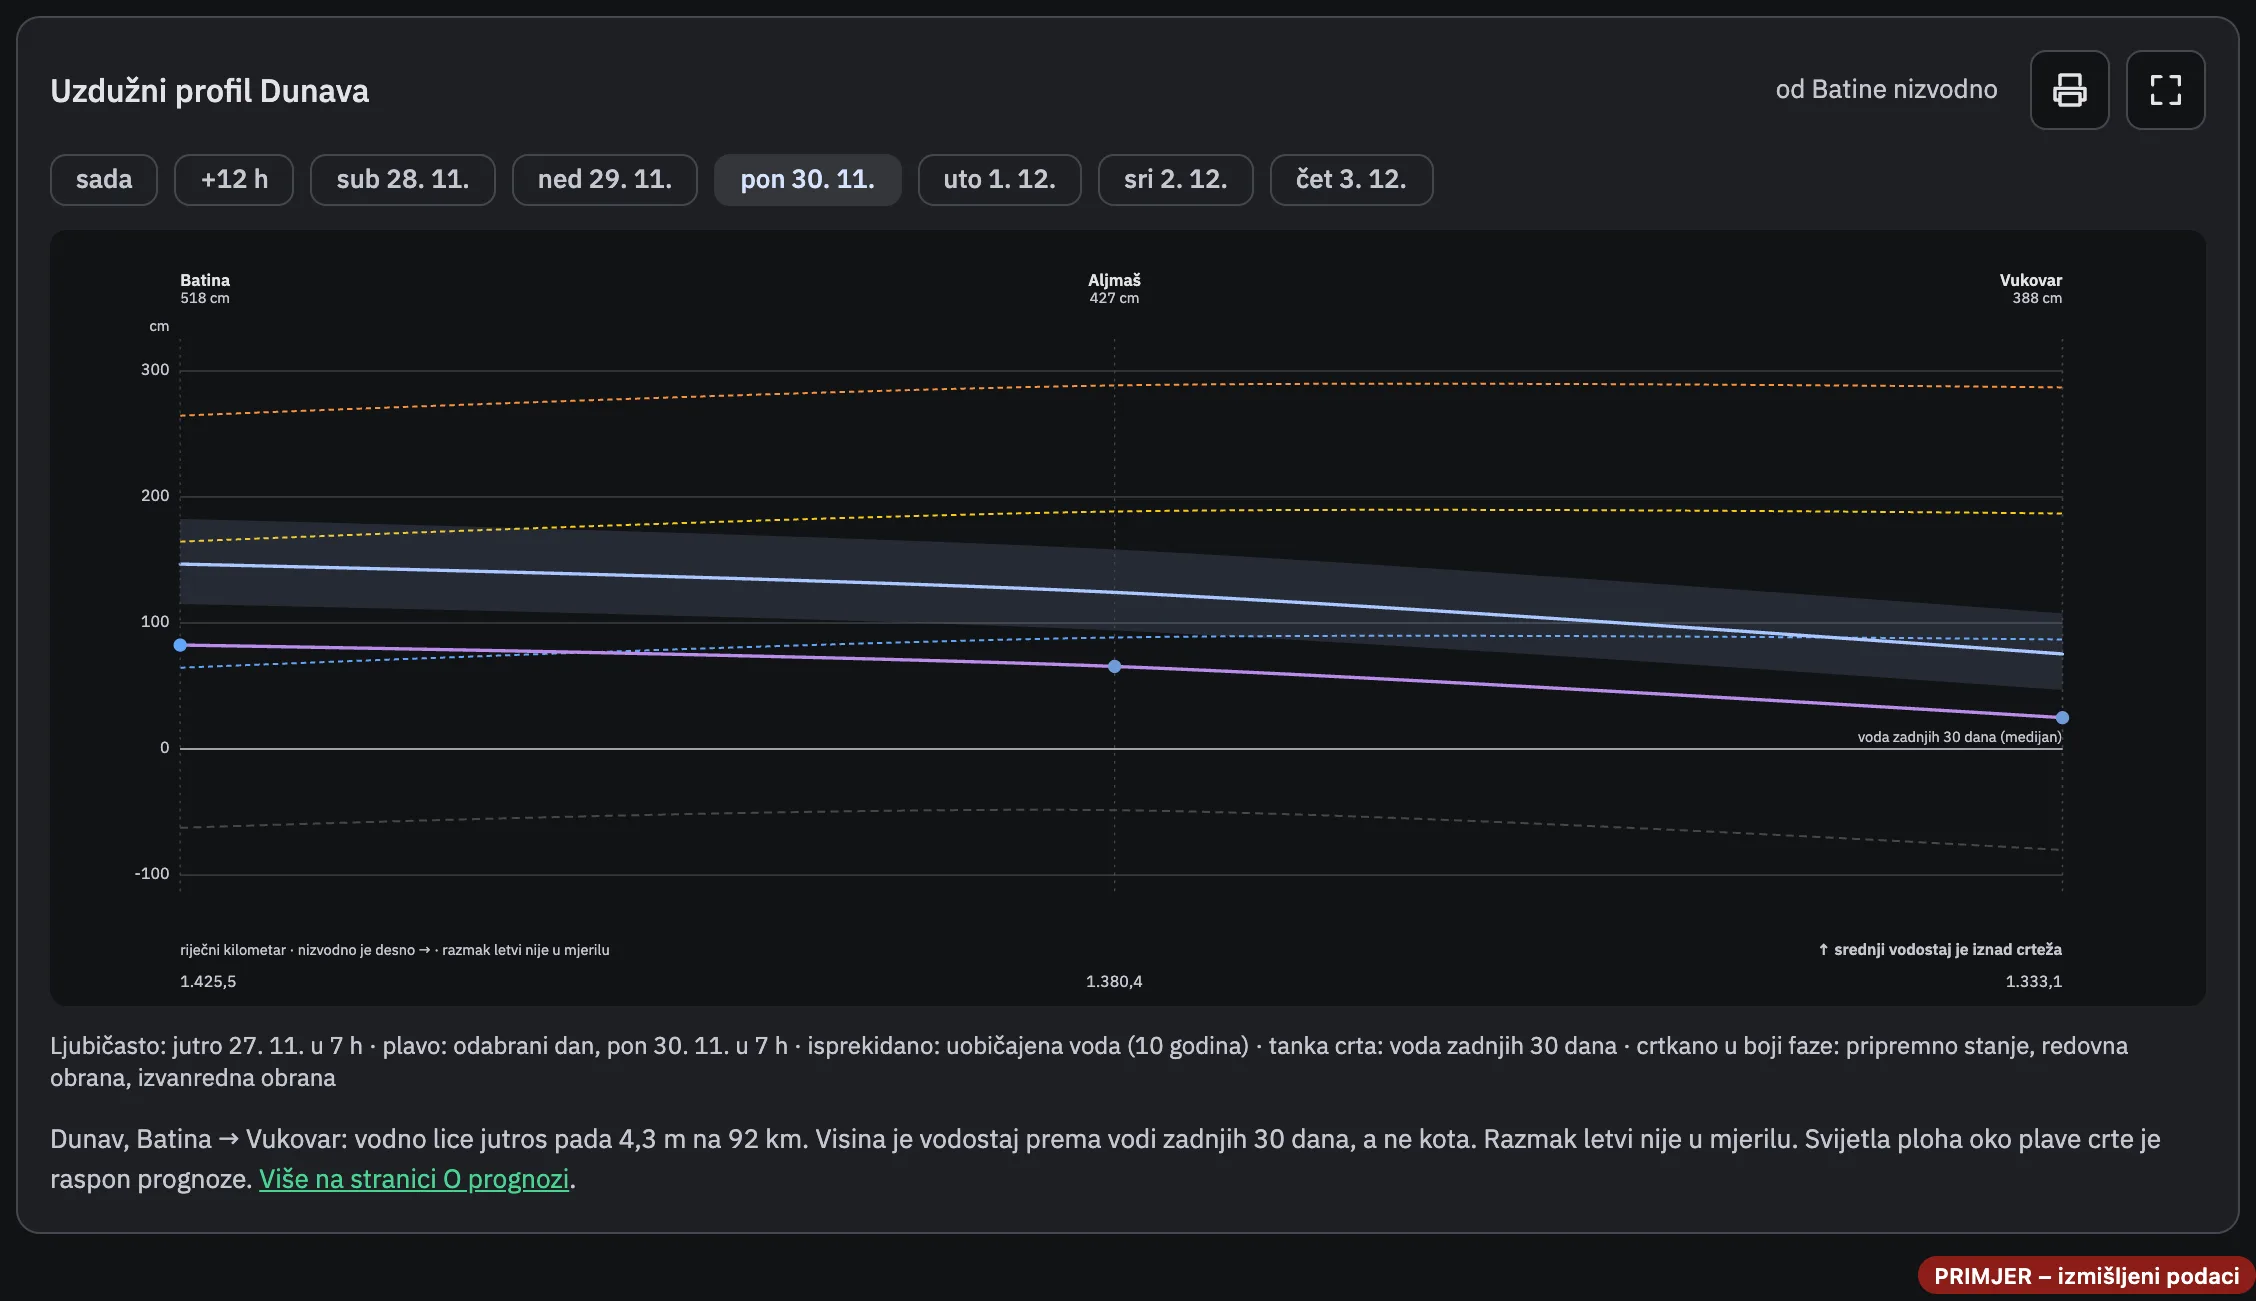 Uzdužni profil Dunava
od Batine nizvodno
sada
+12 h
sub 28. 11.
ned 29. 11.
pon 30. 11.
uto 1. 12.
sri 2. 12.
čet 3. 12.
Batina
518 cm
Aljmaš
427 cm
Vukovar
388 cm
cm
300
200
100
0
-100
voda zadnjih 30 dana (medijan)
riječni kilometar · nizvodno je desno → · razmak letvi nije u mjerilu
↑ srednji vodostaj je iznad crteža
1.425,5
1.380,4
1.333,1
Ljubičasto: jutro 27. 11. u 7 h · plavo: odabrani dan, pon 30. 11. u 7 h · isprekidano: uobičajena voda (10 godina) · tanka crta: voda zadnjih 30 dana · crtkano u boji faze: pripremno stanje, redovna
obrana, izvanredna obrana
Dunav, Batina → Vukovar: vodno lice jutros pada 4,3 m na 92 km. Visina je vodostaj prema vodi zadnjih 30 dana, a ne kota. Razmak letvi nije u mjerilu. Svijetla ploha oko plave crte je
raspon prognoze. Više na stranici O prognozi.
PRIMJER – izmišljeni podaci